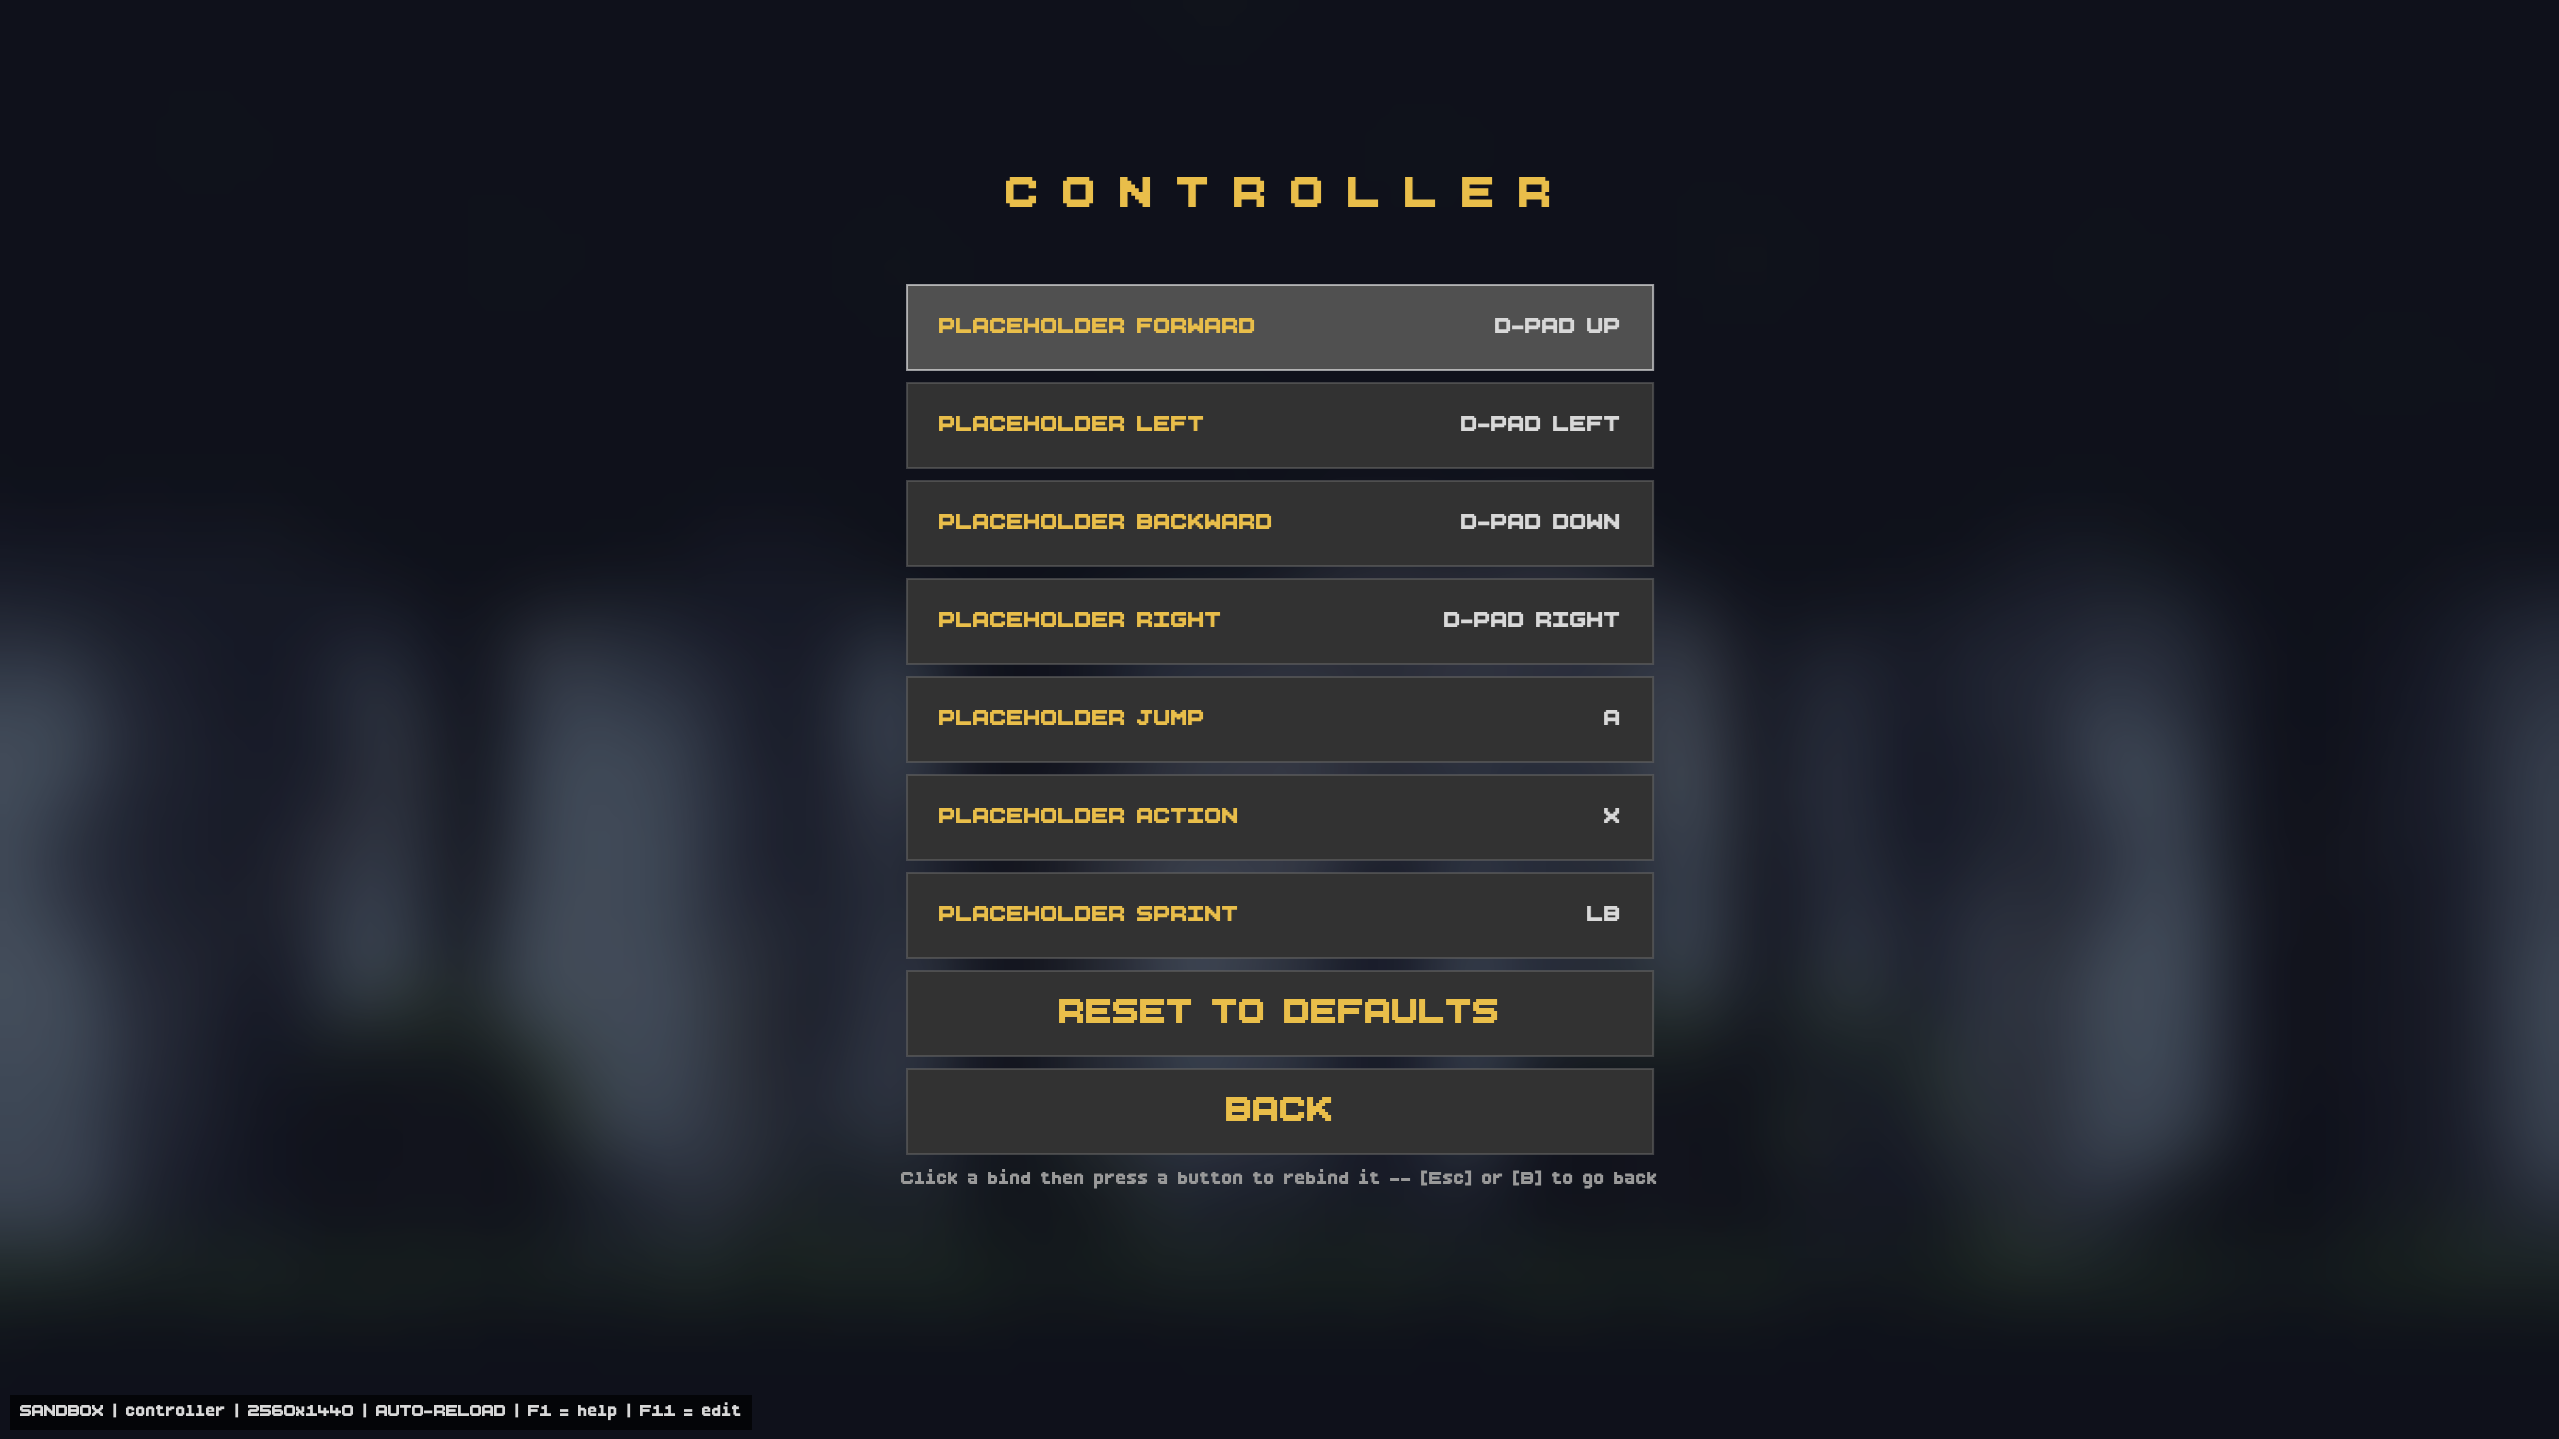 CONTROLLER
PLACEHOLDER FORWARD D-PAD UP
PLACEHOLDER LEFT D-PAD LEFT
PLACEHOLDER BACKWARD D-PAD DOWN
PLACEHOLDER RIGHT D-PAD RIGHT
PLACEHOLDER JUMP A
PLACEHOLDER ACTION X
PLACEHOLDER SPRINT LB
RESET TO DEFAULTS
BACK
Click a bind then press a button to rebind it -- [Esc] or [B] to go back
SANDBOX | controller | 2560x1440 | AUTO-RELOAD | F1 = help | F11 = edit